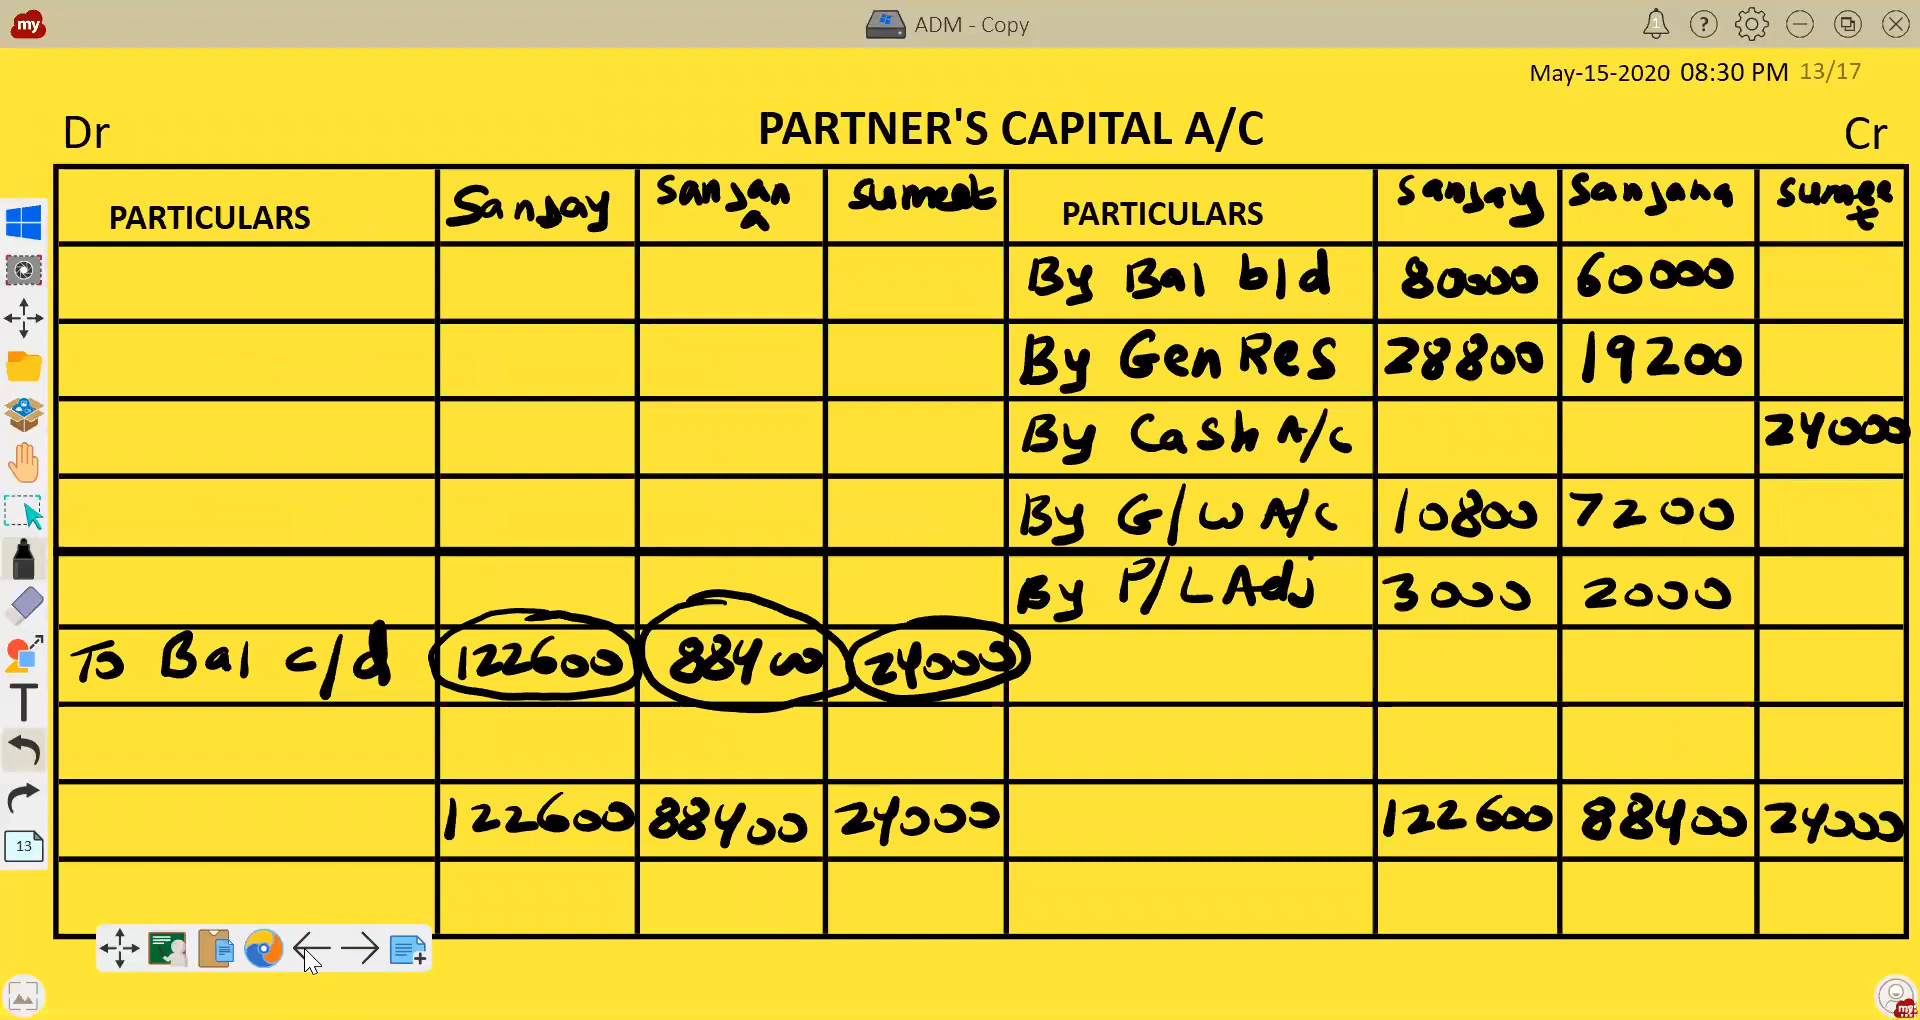 my
ADM - Copy
1
?
May-15-2020 08:30 PM 13/17
Dr
PARTNER'S CAPITAL A/C
Cr
PARTICULARS Sanjay Sanjana Sumeet PARTICULARS Sanjay Sanjana Sumeet
By Bal b/d 80000 60000
By Gen Res 28800 19200
By Cash A/c 24000
By G/W A/c 10800 7200
By P/L Adj 3000 2000
To Bal c/d 122600 88400 24000
122600 88400 24000 122600 88400 24000
T
13